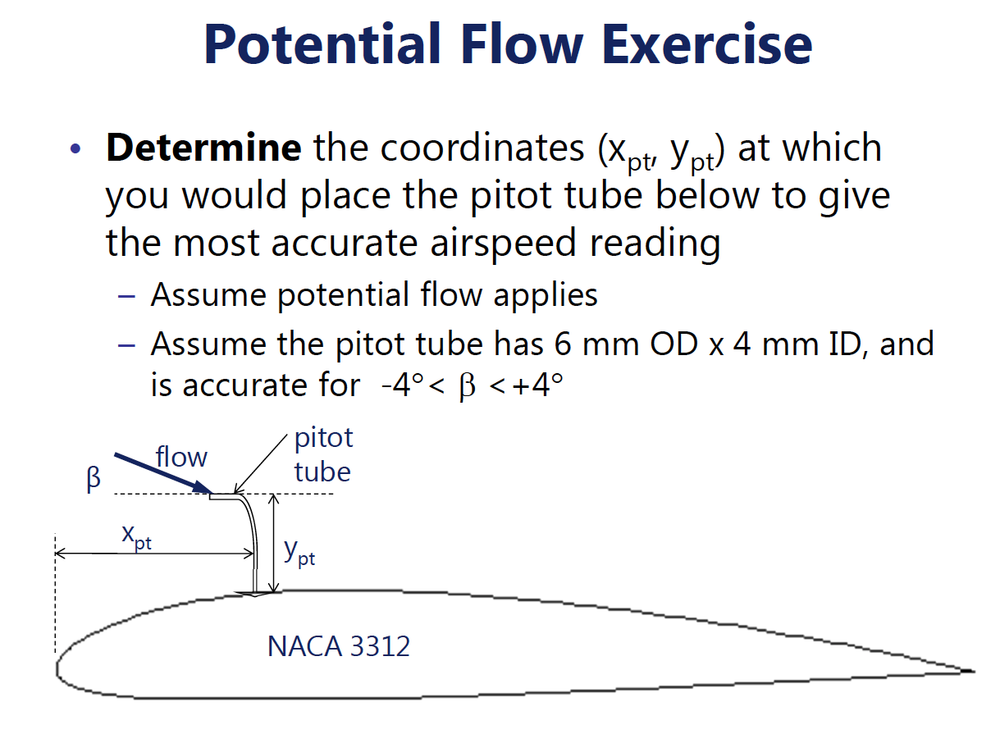 Potential Flow Exercise
• Determine the coordinates (xpt, ypt) at which
you would place the pitot tube below to give
the most accurate airspeed reading
– Assume potential flow applies
– Assume the pitot tube has 6 mm OD x 4 mm ID, and
is accurate for -4°< β <+4°
pitot
tube
flow
β
xpt
ypt
NACA 3312